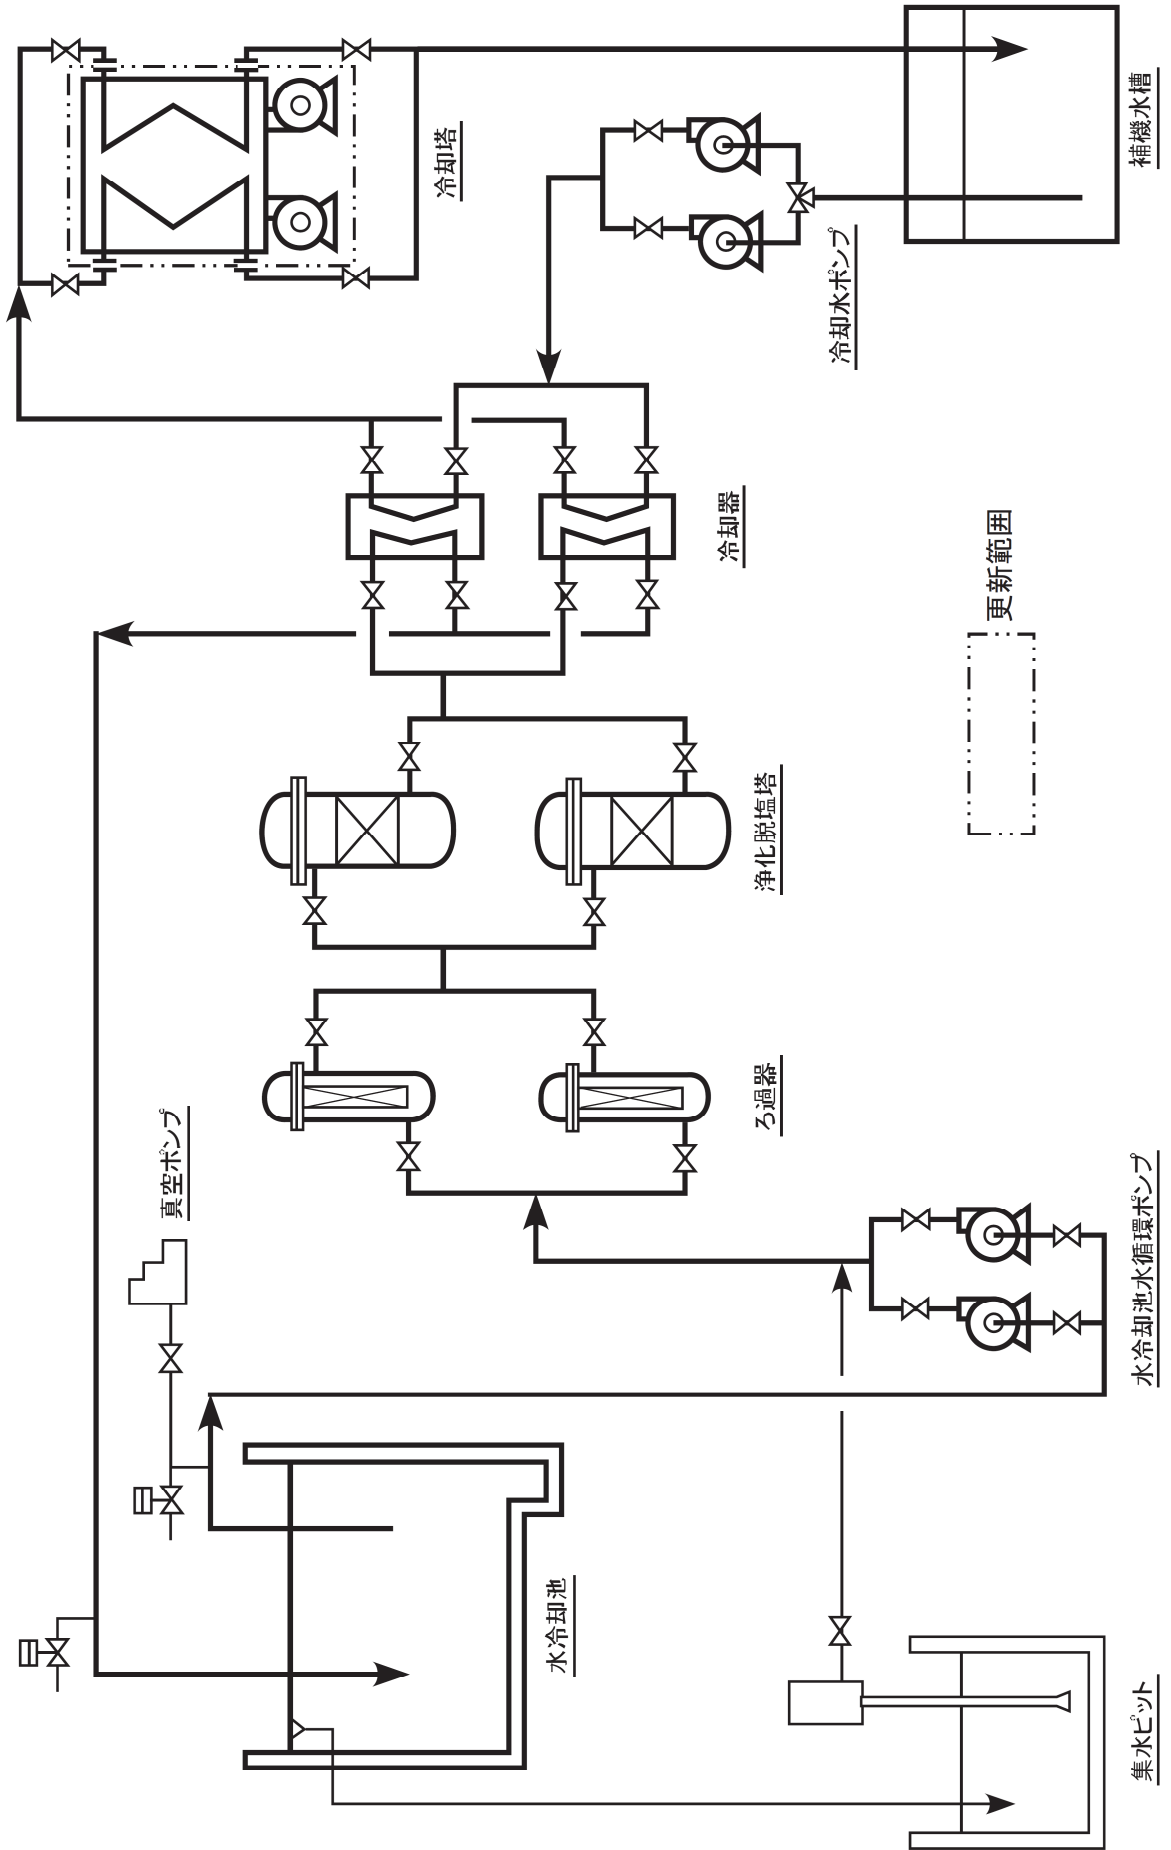 冷却塔
補機水槽
冷却水ポンプ
冷却器
更新範囲
浄化脱塩塔
ろ過器
真空ポンプ
水冷却池水循環ポンプ
水冷却池
集水ピット